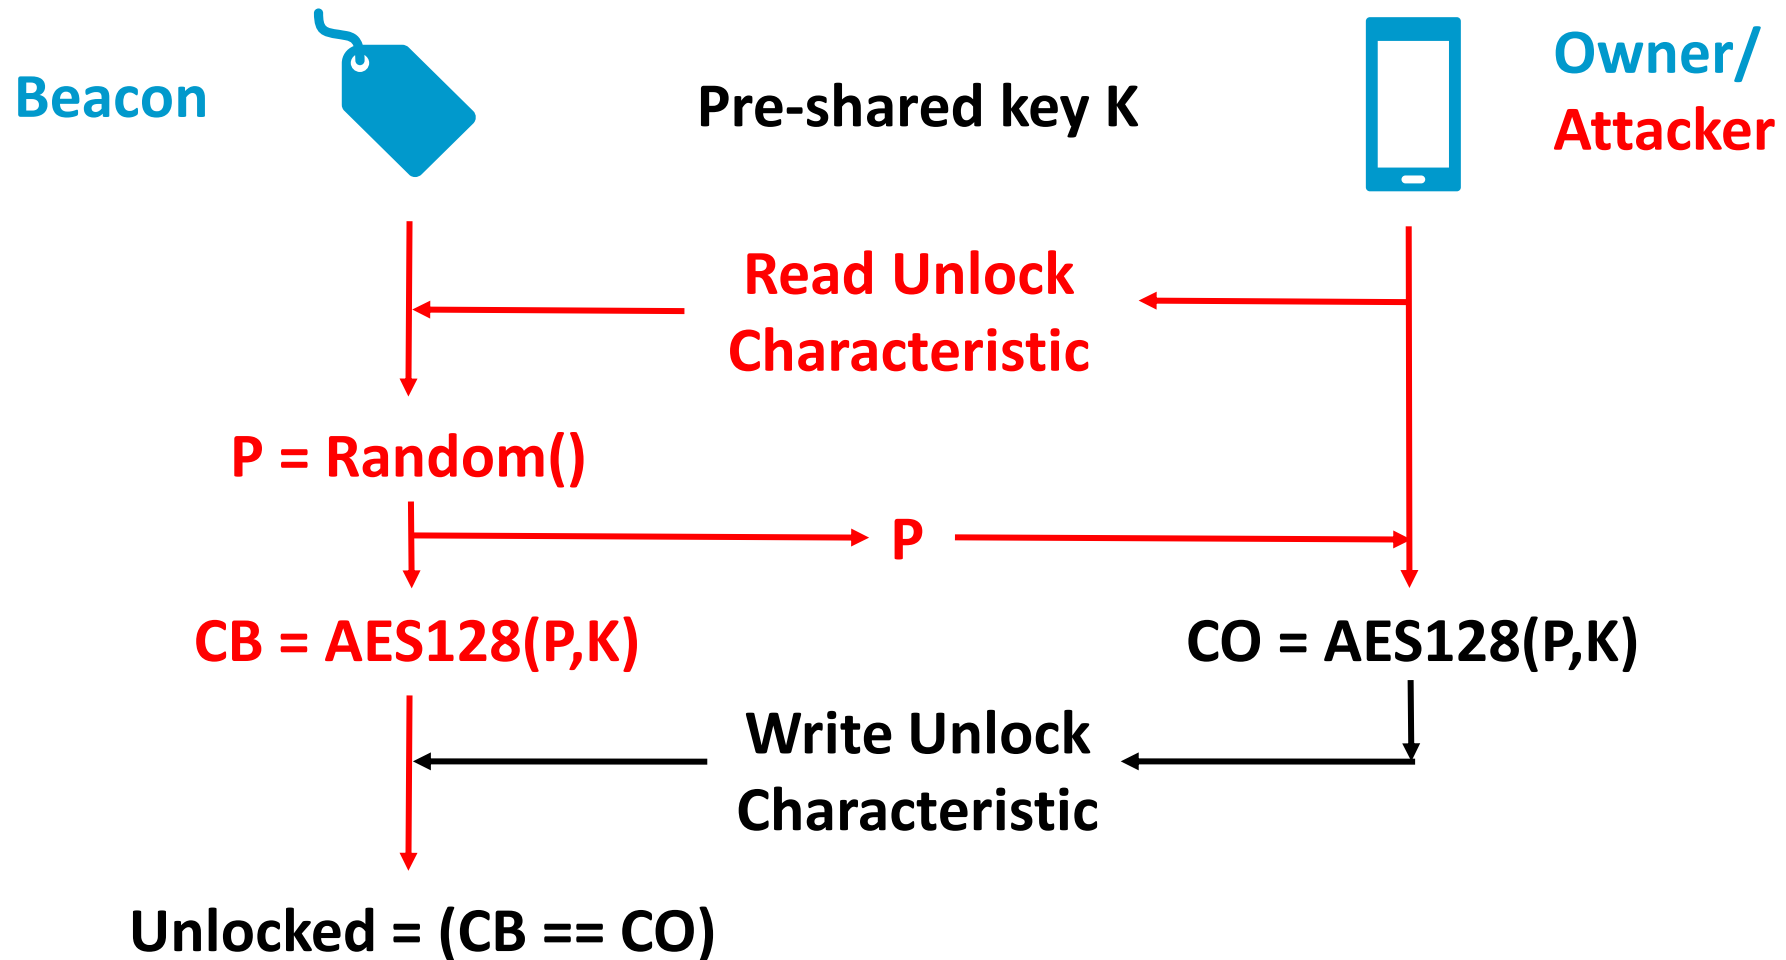 Beacon
Pre-shared key K
Owner/
Attacker
Read Unlock
Characteristic
P = Random()
P
CB = AES128(P,K)
CO = AES128(P,K)
Write Unlock
Characteristic
Unlocked = (CB == CO)